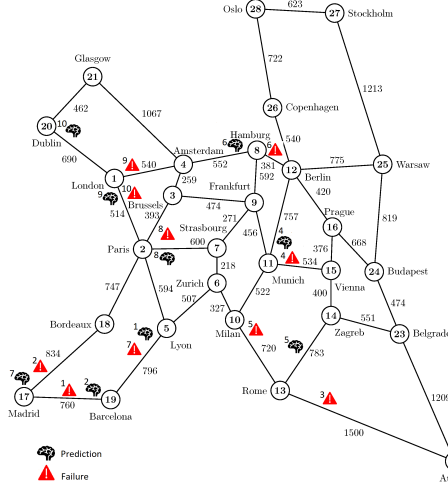 Oslo 28 623 27 Stockholm
722 1213
Glasgow
21
26 Copenhagen
462 1067
20 10 Hamburg
6 8 6 540
Dublin
Amsterdam
690 9 540 4 552 381 12 775 25 Warsaw
1 259 592 Berlin
London 10 Frankfurt 420
9 Brussels 3 474 9
514 393 271 757 Prague 819
8 Strasbourg 456 4 16
Paris 2 600 7 376 668
8 218 11 4 534 15 24 Budapest
Munich Vienna
747 594 Zurich 6 522 400 474
507 327
Bordeaux 18 1 5 10 5 14 551 23 Belgrade
Milan Zagreb
2 834 7 Lyon 5 783
7 720
796
1 2 Rome 13 3
17 760 19
Madrid Barcelona 1500 1209
Prediction
Failure